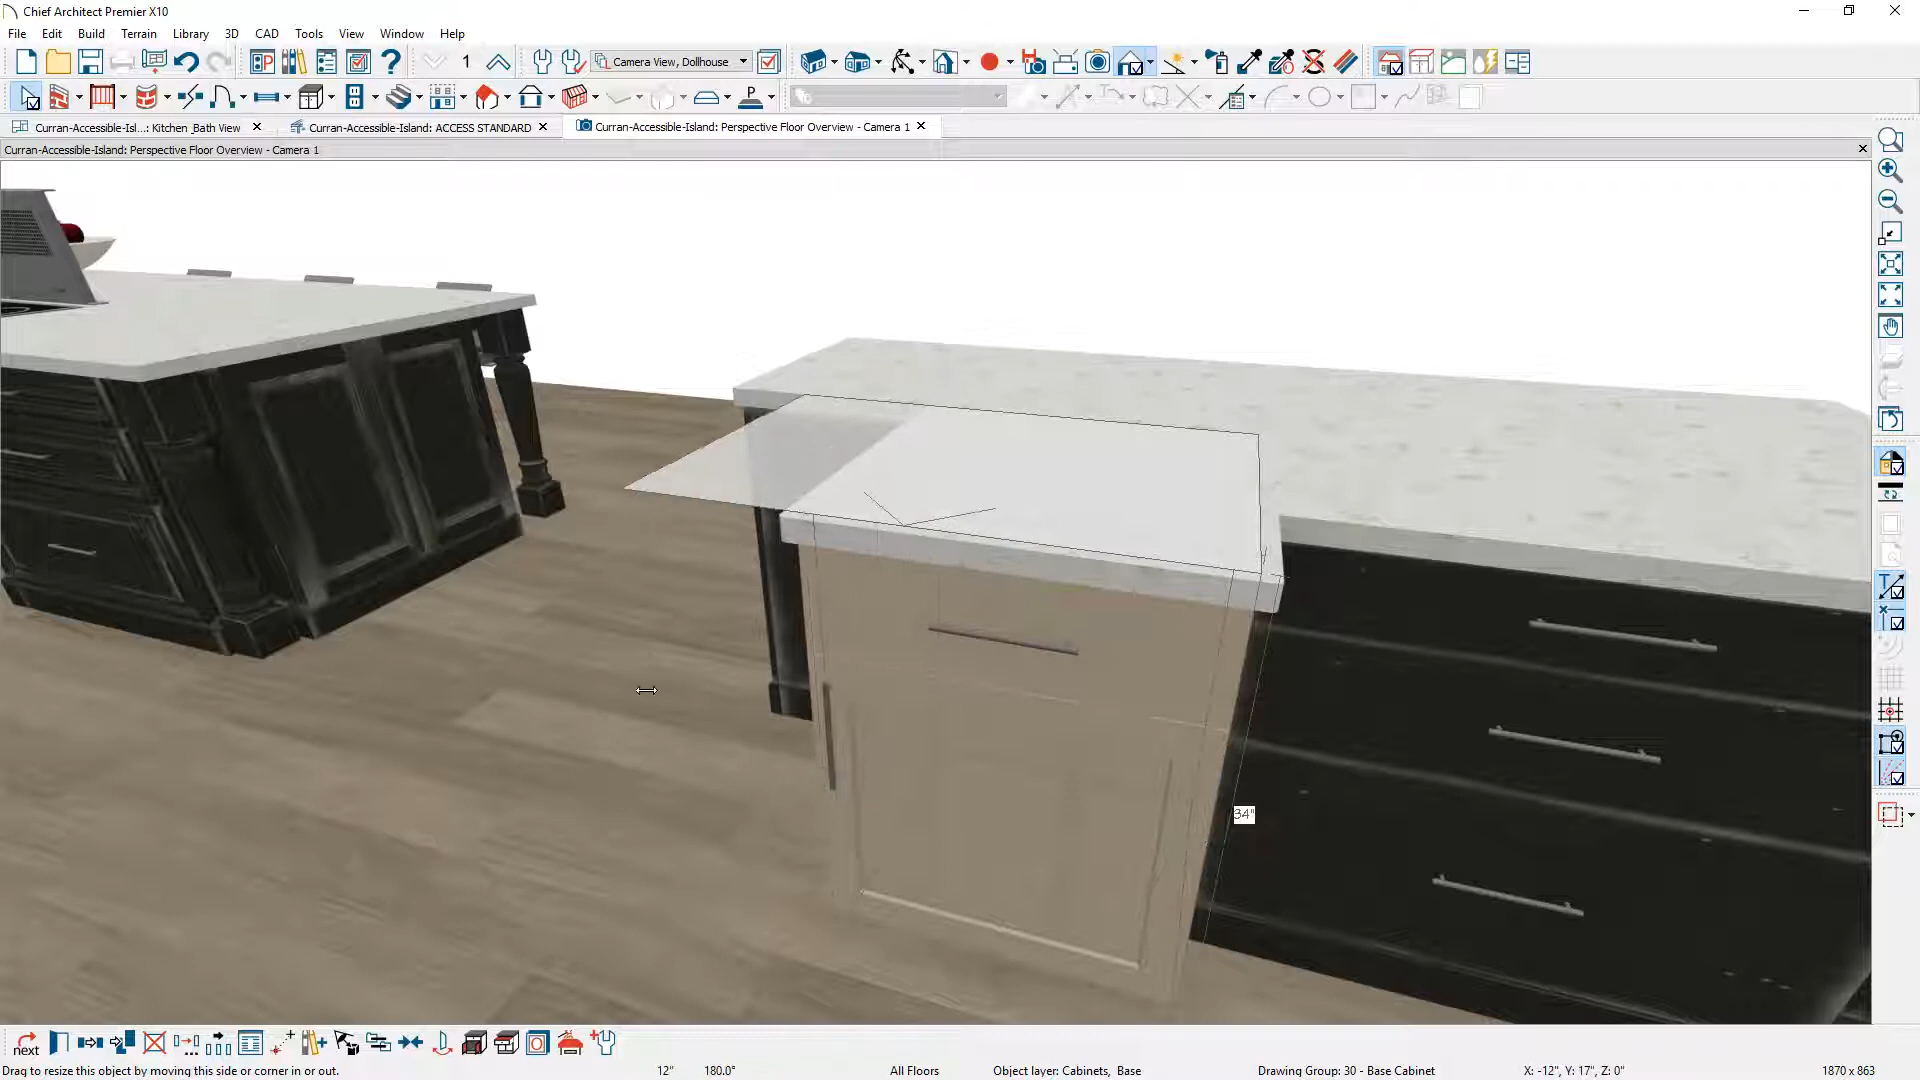 Chief Architect Premier X10
File Edit Build Terrain Library 3D CAD Tools View Window Help
1 Camera View, Dollhouse
P
Curran-Accessible-Isl...: Kitchen_Bath View Curran-Accessible-Island: ACCESS STANDARD Curran-Accessible-Island: Perspective Floor Overview - Camera 1
Curran-Accessible-Island: Perspective Floor Overview - Camera 1
34"
next
Drag to resize this object by moving this side or corner in or out. 12" 180.0° All Floors Object layer: Cabinets, Base Drawing Group: 30 - Base Cabinet X: -12", Y: 17", Z: 0" 1870 x 863